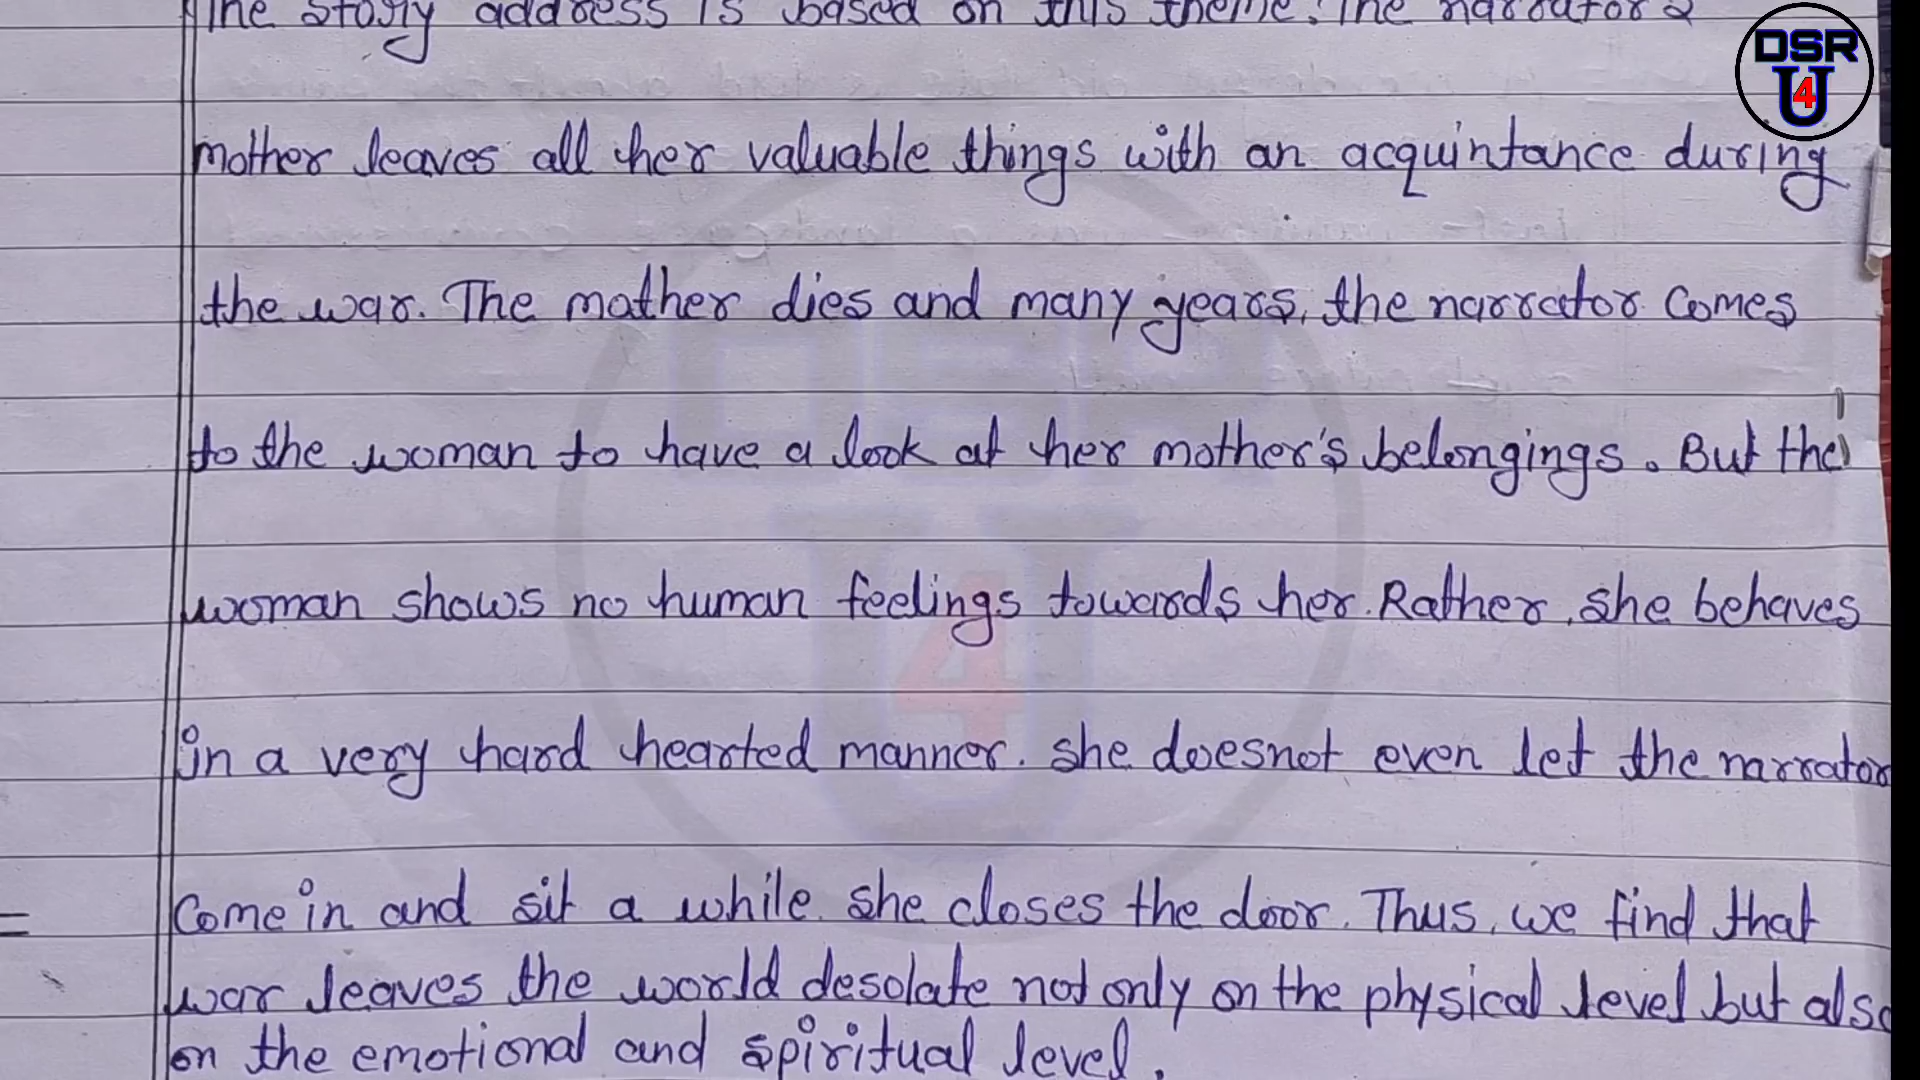 The story address is based on this theme. The narrator's
DSR
U
4
mother leaves all her valuable things with an acquintance during
the war. The mother dies and many years, the narrator comes
to the woman to have a look at her mother's belongings. But the
woman shows no human feelings towards her. Rather, she behaves
in a very hard hearted manner. she doesnot even let the narrator
Come in and sit a while. she closes the door. Thus, we find that
war leaves the world desolate not only on the physical level but also
on the emotional and spiritual level.